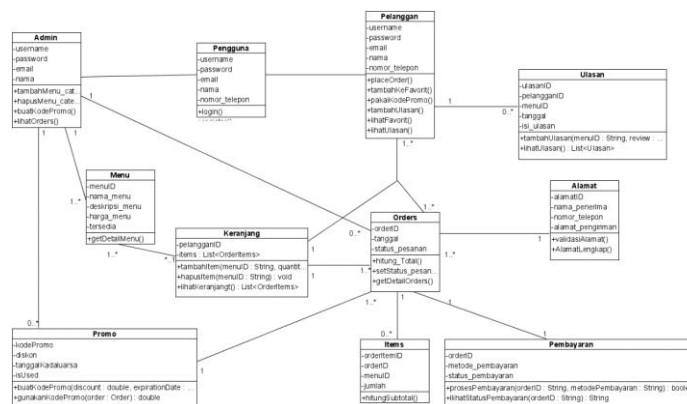 Admin
-username
-password
-email
-nama
+tambahMenu_cate...
+hapusMenu_cate...
+buatKodePromo()
+lihatOrders()
Pengguna
-username
-password
-email
-nama
-nomor_telepon
+login()
Pelanggan
-username
-password
-email
-nama
-nomor_telepon
+placeOrder()
+tambahKeFavorit()
+pakaiKodePromo()
+tambahUlasan()
+lihatFavorit()
+lihatUlasan()
Ulasan
-ulasanID
-pelangganID
-menuID
-tanggal
-isi_ulasan
+tambahUlasan(menuID : String, review : ...
+lihatUlasan() : List<Ulasan>
Menu
-menuID
-nama_menu
-deskripsi_menu
-harga_menu
-tersedia
+getDetailMenu()
Keranjang
-pelangganID
-items : List<OrderItems>
+tambahItem(menuID : String, quantit...
+hapusItem(menuID : String) : void
+lihatKeranjangt() : List<OrderItems>
Orders
-orderID
-tanggal
-status_pesanan
+hitung_Total()
+setStatus_pesan...
+getDetailOrders()
Alamat
-alamatID
-nama_penerima
-nomor_telepon
-alamat_pengiriman
+validasiAlamat()
+AlamatLengkap()
Promo
-kodePromo
-diskon
-tanggalKadaluarsa
-isUsed
+buatKodePromo(discount : double, expirationDate : ...
+gunakanKodePromo(order : Order) : double
Items
-orderItemID
-orderID
-menuID
-jumlah
+hitungSubtotal()
Pembayaran
-orderID
-metode_pembayaran
-status_pembayaran
+prosesPembayaran(orderID : String, metodePembayaran : String) : boole
+lihatStatusPembayaran(orderID : String) : String
1
1
1
1
0..*
1..*
1..*
1..*
1..*
0..*
1
1
1..*
1
1
1..*
1
1
0..*
1
0..*
1